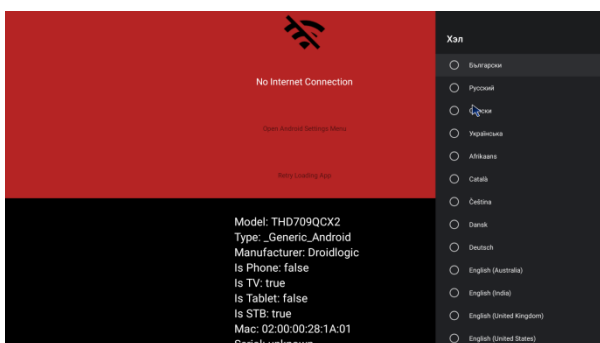 No Internet Connection
Open Android Settings Menu
Retry Loading App
Model: THD709QCX2
Type: _Generic_Android
Manufacturer: Droidlogic
Is Phone: false
Is TV: true
Is Tablet: false
Is STB: true
Mac: 02:00:00:28:1A:01
Serial: unknown
Хэл
Български
Русский
Українська
Afrikaans
Català
Čeština
Dansk
Deutsch
English (Australia)
English (India)
English (United Kingdom)
English (United States)